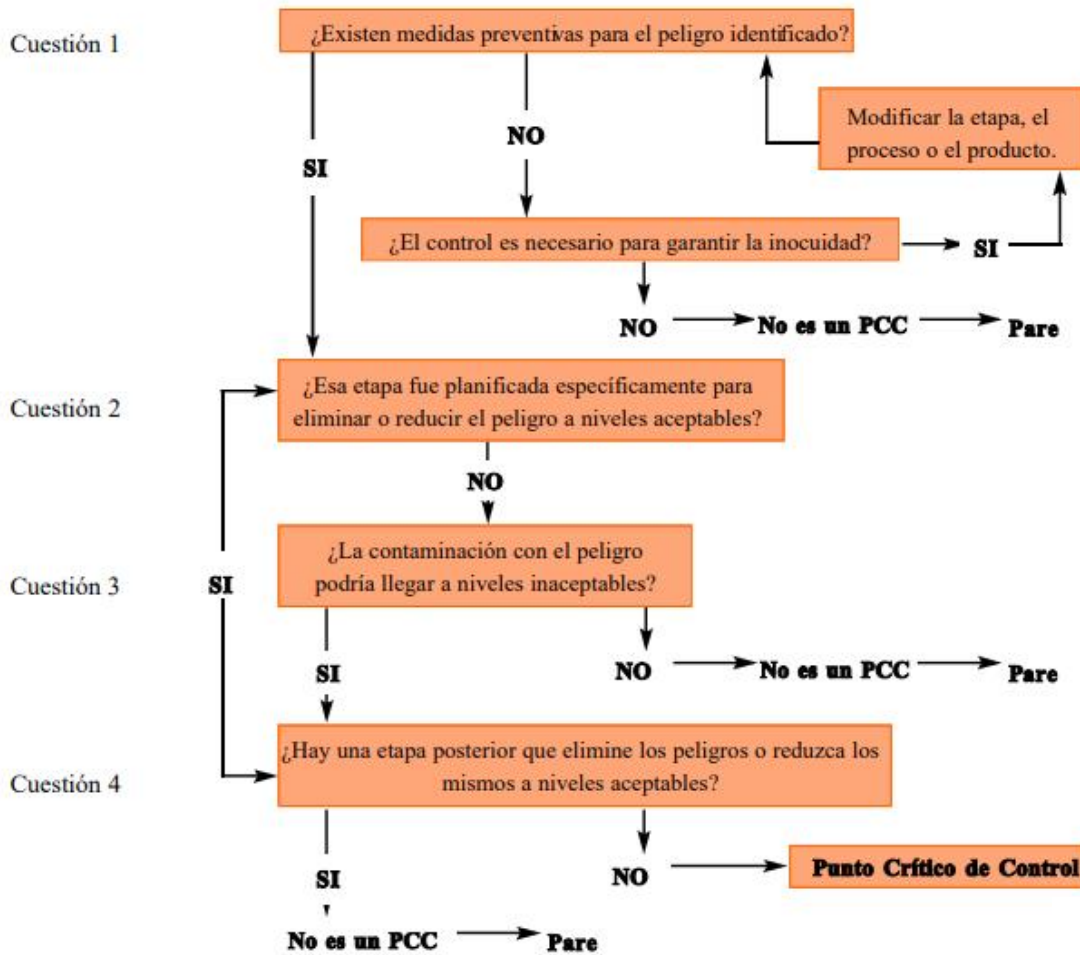 Cuestión 1
¿Existen medidas preventivas para el peligro identificado?
Modificar la etapa, el
proceso o el producto.
NO
SI
¿El control es necesario para garantir la inocuidad?
SI
NO
No es un PCC
Pare
Cuestión 2
¿Esa etapa fue planificada específicamente para
eliminar o reducir el peligro a niveles aceptables?
NO
Cuestión 3
SI
¿La contaminación con el peligro
podría llegar a niveles inaceptables?
SI
NO
No es un PCC
Pare
Cuestión 4
¿Hay una etapa posterior que elimine los peligros o reduzca los
mismos a niveles aceptables?
SI
NO
Punto Crítico de Control
No es un PCC
Pare